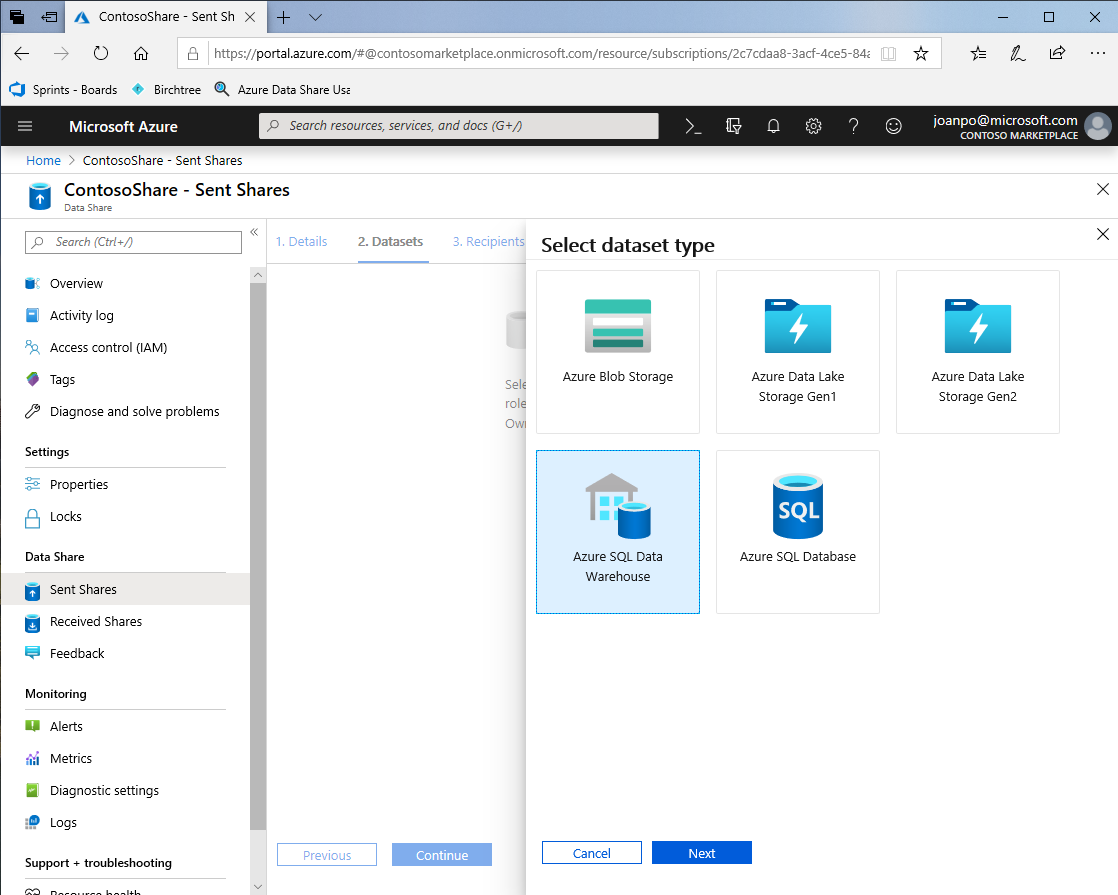 ContosoShare - Sent Sh
https://portal.azure.com/#@contosomarketplace.onmicrosoft.com/resource/subscriptions/2c7cdaa8-3acf-4ce5-84a
Sprints - Boards
Birchtree
Azure Data Share Usa
Microsoft Azure
Search resources, services, and docs (G+/)
joanpo@microsoft.com
CONTOSO MARKETPLACE
Home > ContosoShare - Sent Shares
ContosoShare - Sent Shares
Data Share
Search (Ctrl+/)
Overview
Activity log
Access control (IAM)
Tags
Diagnose and solve problems
Settings
Properties
Locks
Data Share
Sent Shares
Received Shares
Feedback
Monitoring
Alerts
Metrics
Diagnostic settings
Logs
Support + troubleshooting
Resource health
1. Details
2. Datasets
3. Recipients
Sele
role
Own
Previous
Continue
Select dataset type
Azure Blob Storage
Azure Data Lake
Storage Gen1
Azure Data Lake
Storage Gen2
Azure SQL Data
Warehouse
SQL
Azure SQL Database
Cancel
Next